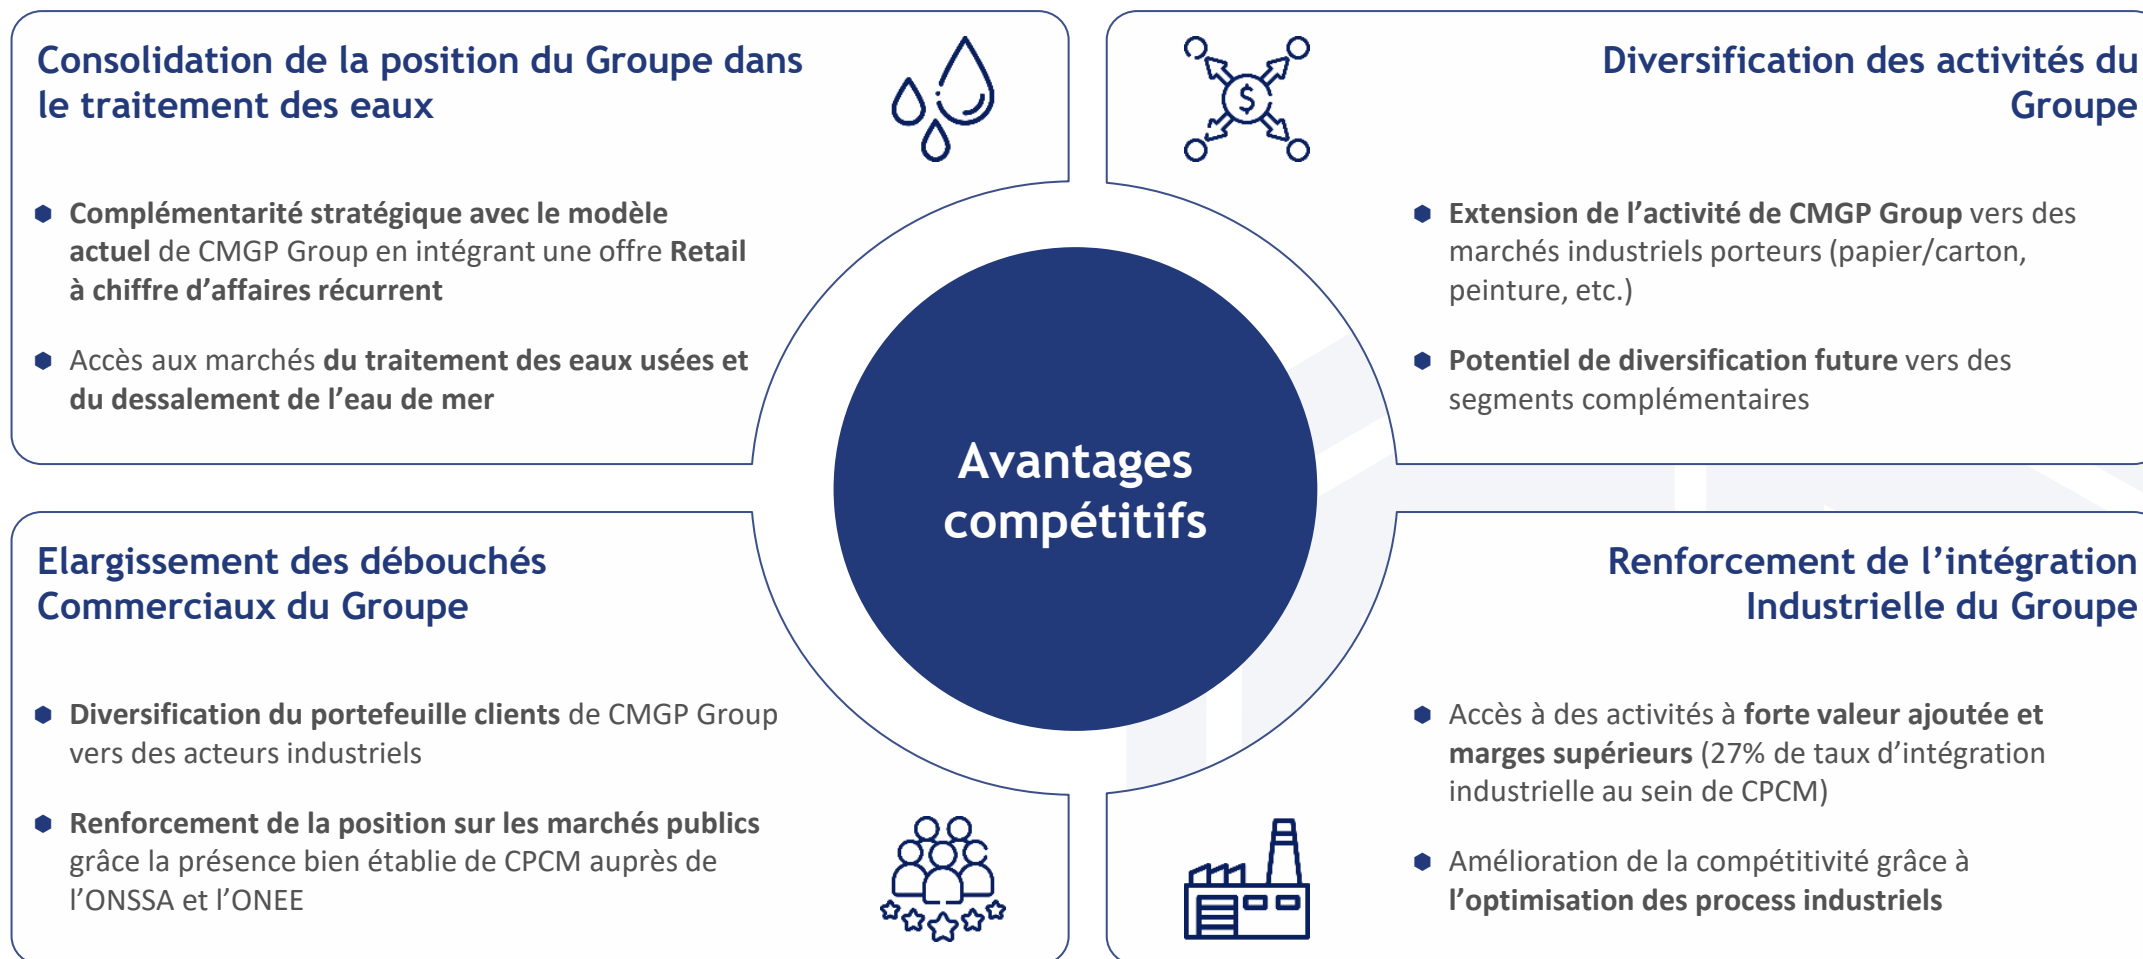 Consolidation de la position du Groupe dans
le traitement des eaux
Complémentarité stratégique avec le modèle
actuel de CMGP Group en intégrant une offre Retail
à chiffre d’affaires récurrent
Accès aux marchés du traitement des eaux usées et
du dessalement de l’eau de mer
$
Diversification des activités du
Groupe
Extension de l’activité de CMGP Group vers des
marchés industriels porteurs (papier/carton,
peinture, etc.)
Potentiel de diversification future vers des
segments complémentaires
Avantages
compétitifs
Elargissement des débouchés
Commerciaux du Groupe
Diversification du portefeuille clients de CMGP Group
vers des acteurs industriels
Renforcement de la position sur les marchés publics
grâce la présence bien établie de CPCM auprès de
l’ONSSA et l’ONEE
Renforcement de l’intégration
Industrielle du Groupe
Accès à des activités à forte valeur ajoutée et
marges supérieurs (27% de taux d’intégration
industrielle au sein de CPCM)
Amélioration de la compétitivité grâce à
l’optimisation des process industriels